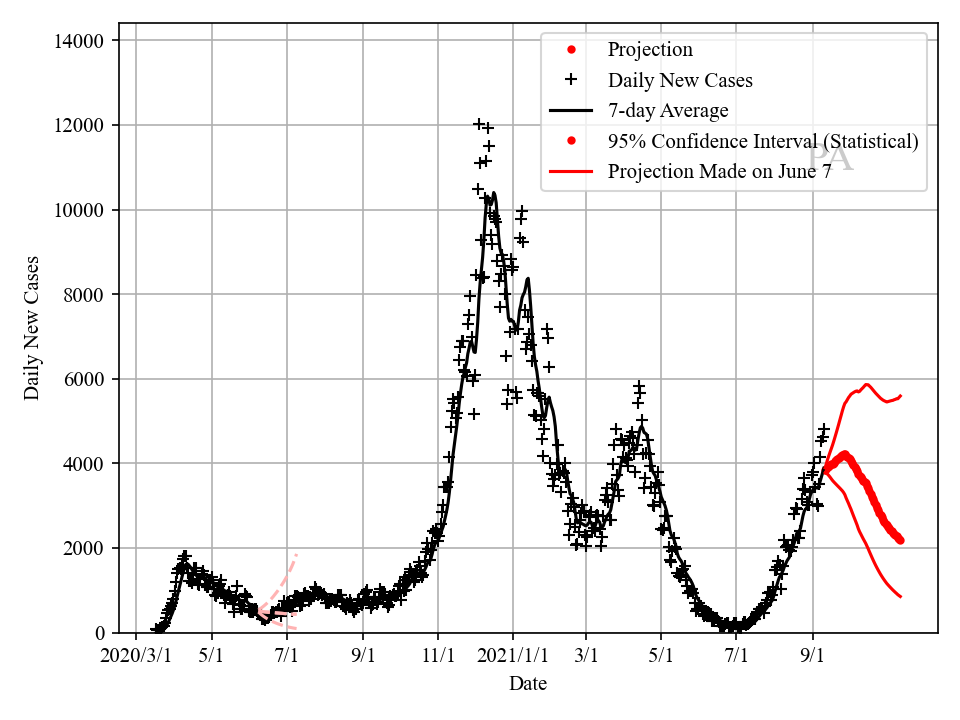 14000
12000
10000
8000
6000
4000
2000
0
Daily New Cases
Projection
Daily New Cases
7-day Average
95% Confidence Interval (Statistical)
PA
Projection Made on June 7
2020/3/1 5/1 7/1 9/1 11/1 2021/1/1 3/1 5/1 7/1 9/1
Date